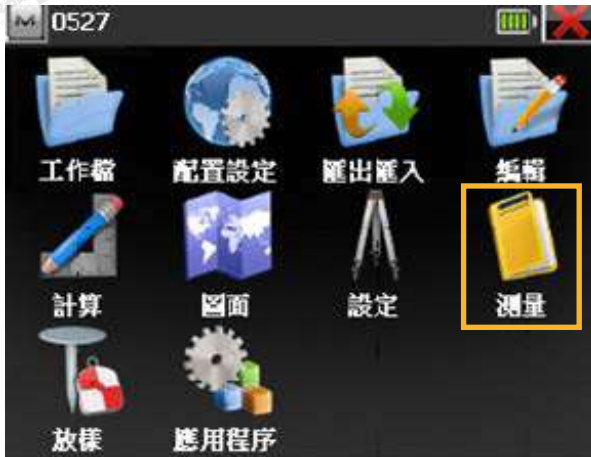 0527
工作檔 配置設定 匯出匯入 編輯
計算 圖面 設定 測量
放樣 應用程序